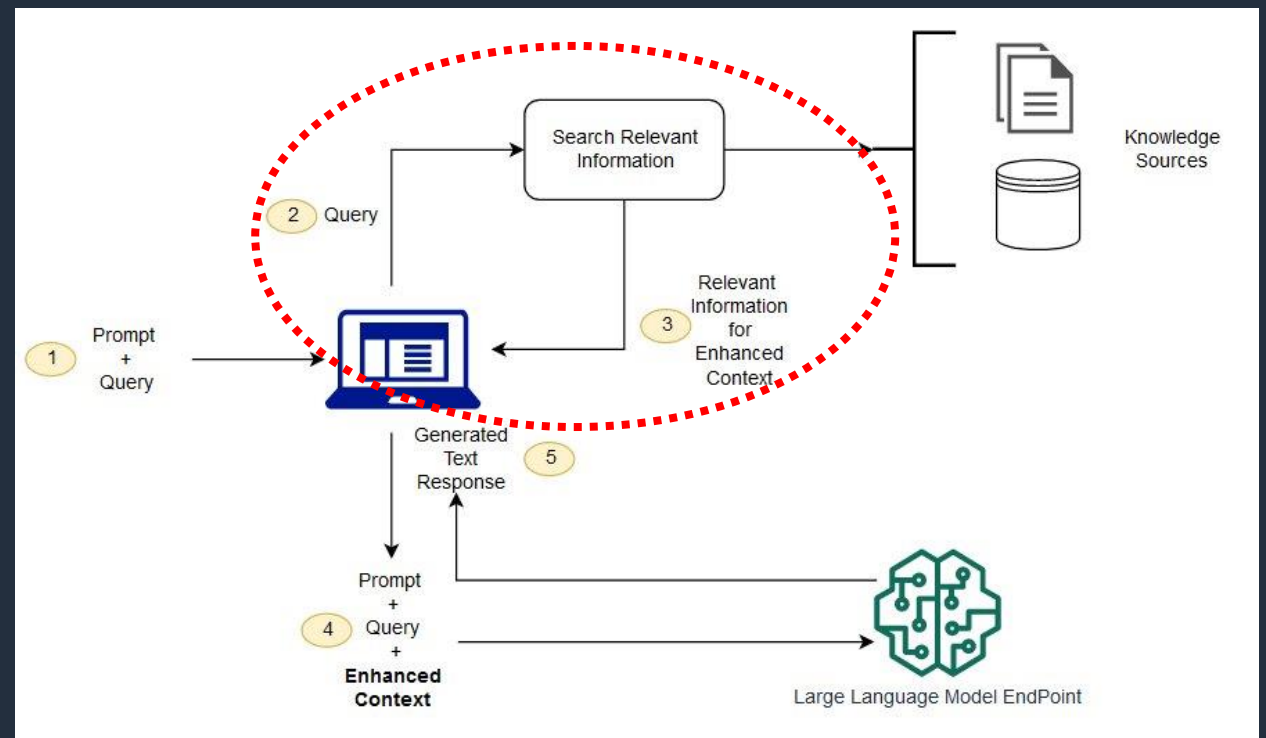 Search Relevant
Information
Knowledge
Sources
2
Query
Relevant
Information
for
Enhanced
Context
3
1
Prompt
+
Query
Generated
Text
Response
5
Prompt
+
Query
+
Enhanced
Context
4
Large Language Model EndPoint